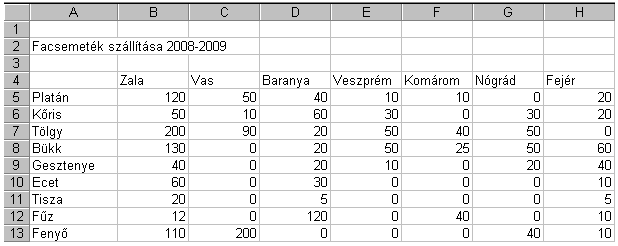 A B C D E F G H
1
2 Facsemeték szállítása 2008-2009
3
4 Zala Vas Baranya Veszprém Komárom Nógrád Fejér
5 Platán 120 50 40 10 10 0 20
6 Kőris 50 10 60 30 0 30 20
7 Tölgy 200 90 20 50 40 50 0
8 Bükk 130 0 20 50 25 50 60
9 Gesztenye 40 0 20 10 0 20 40
10 Ecet 60 0 30 0 0 0 10
11 Tisza 20 0 5 0 0 0 5
12 Fűz 12 0 120 0 40 0 10
13 Fenyő 110 200 0 0 0 40 10